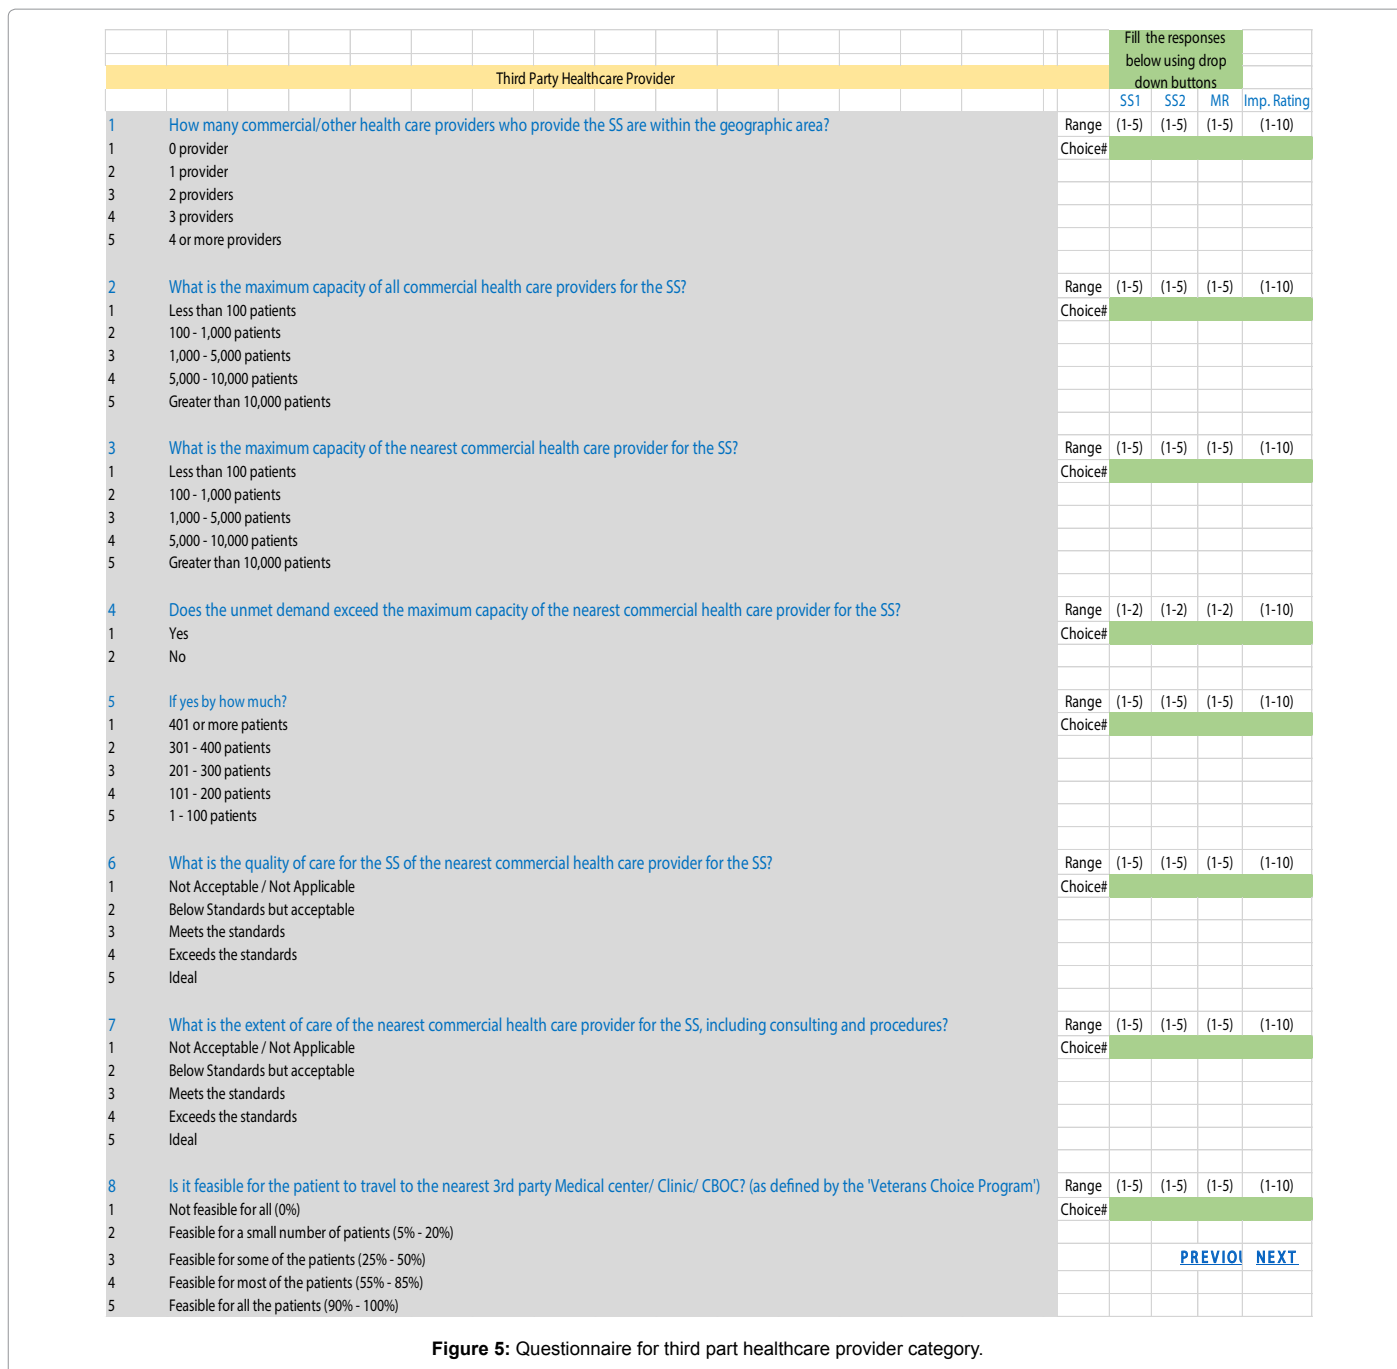 Fill the responses
below using drop
Third Party Healthcare Provider
down buttons
SS1 SS2 MR Imp. Rating
1 How many commercial/other health care providers who provide the SS are within the geographic area? Range (1-5) (1-5) (1-5) (1-10)
1 0 provider Choice#
2 1 provider
3 2 providers
4 3 providers
5 4 or more providers
2 What is the maximum capacity of all commercial health care providers for the SS? Range (1-5) (1-5) (1-5) (1-10)
1 Less than 100 patients Choice#
2 100 - 1,000 patients
3 1,000 - 5,000 patients
4 5,000 - 10,000 patients
5 Greater than 10,000 patients
3 What is the maximum capacity of the nearest commercial health care provider for the SS? Range (1-5) (1-5) (1-5) (1-10)
1 Less than 100 patients Choice#
2 100 - 1,000 patients
3 1,000 - 5,000 patients
4 5,000 - 10,000 patients
5 Greater than 10,000 patients
4 Does the unmet demand exceed the maximum capacity of the nearest commercial health care provider for the SS? Range (1-2) (1-2) (1-2) (1-10)
1 Yes Choice#
2 No
5 If yes by how much? Range (1-5) (1-5) (1-5) (1-10)
1 401 or more patients Choice#
2 301 - 400 patients
3 201 - 300 patients
4 101 - 200 patients
5 1 - 100 patients
6 What is the quality of care for the SS of the nearest commercial health care provider for the SS? Range (1-5) (1-5) (1-5) (1-10)
1 Not Acceptable / Not Applicable Choice#
2 Below Standards but acceptable
3 Meets the standards
4 Exceeds the standards
5 Ideal
7 What is the extent of care of the nearest commercial health care provider for the SS, including consulting and procedures? Range (1-5) (1-5) (1-5) (1-10)
1 Not Acceptable / Not Applicable Choice#
2 Below Standards but acceptable
3 Meets the standards
4 Exceeds the standards
5 Ideal
8 Is it feasible for the patient to travel to the nearest 3rd party Medical center/ Clinic/ CBOC? (as defined by the 'Veterans Choice Program') Range (1-5) (1-5) (1-5) (1-10)
1 Not feasible for all (0%) Choice#
2 Feasible for a small number of patients (5% - 20%)
3 Feasible for some of the patients (25% - 50%) PREVIOU NEXT
4 Feasible for most of the patients (55% - 85%)
5 Feasible for all the patients (90% - 100%)
Figure 5: Questionnaire for third part healthcare provider category.